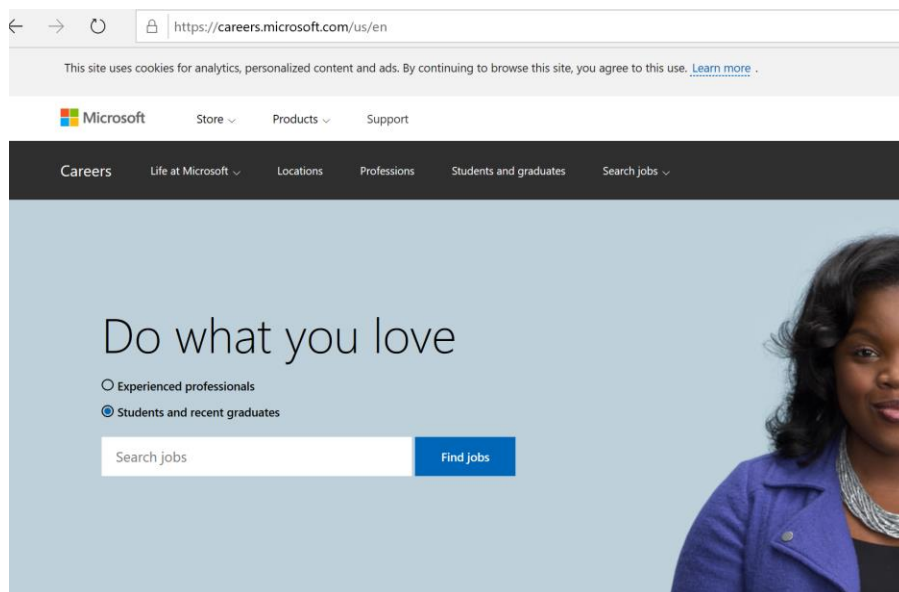 https://careers.microsoft.com/us/en
This site uses cookies for analytics, personalized content and ads. By continuing to browse this site, you agree to this use. Learn more .
Microsoft Store Products Support
Careers Life at Microsoft Locations Professions Students and graduates Search jobs
Do what you love
Experienced professionals
Students and recent graduates
Search jobs Find jobs